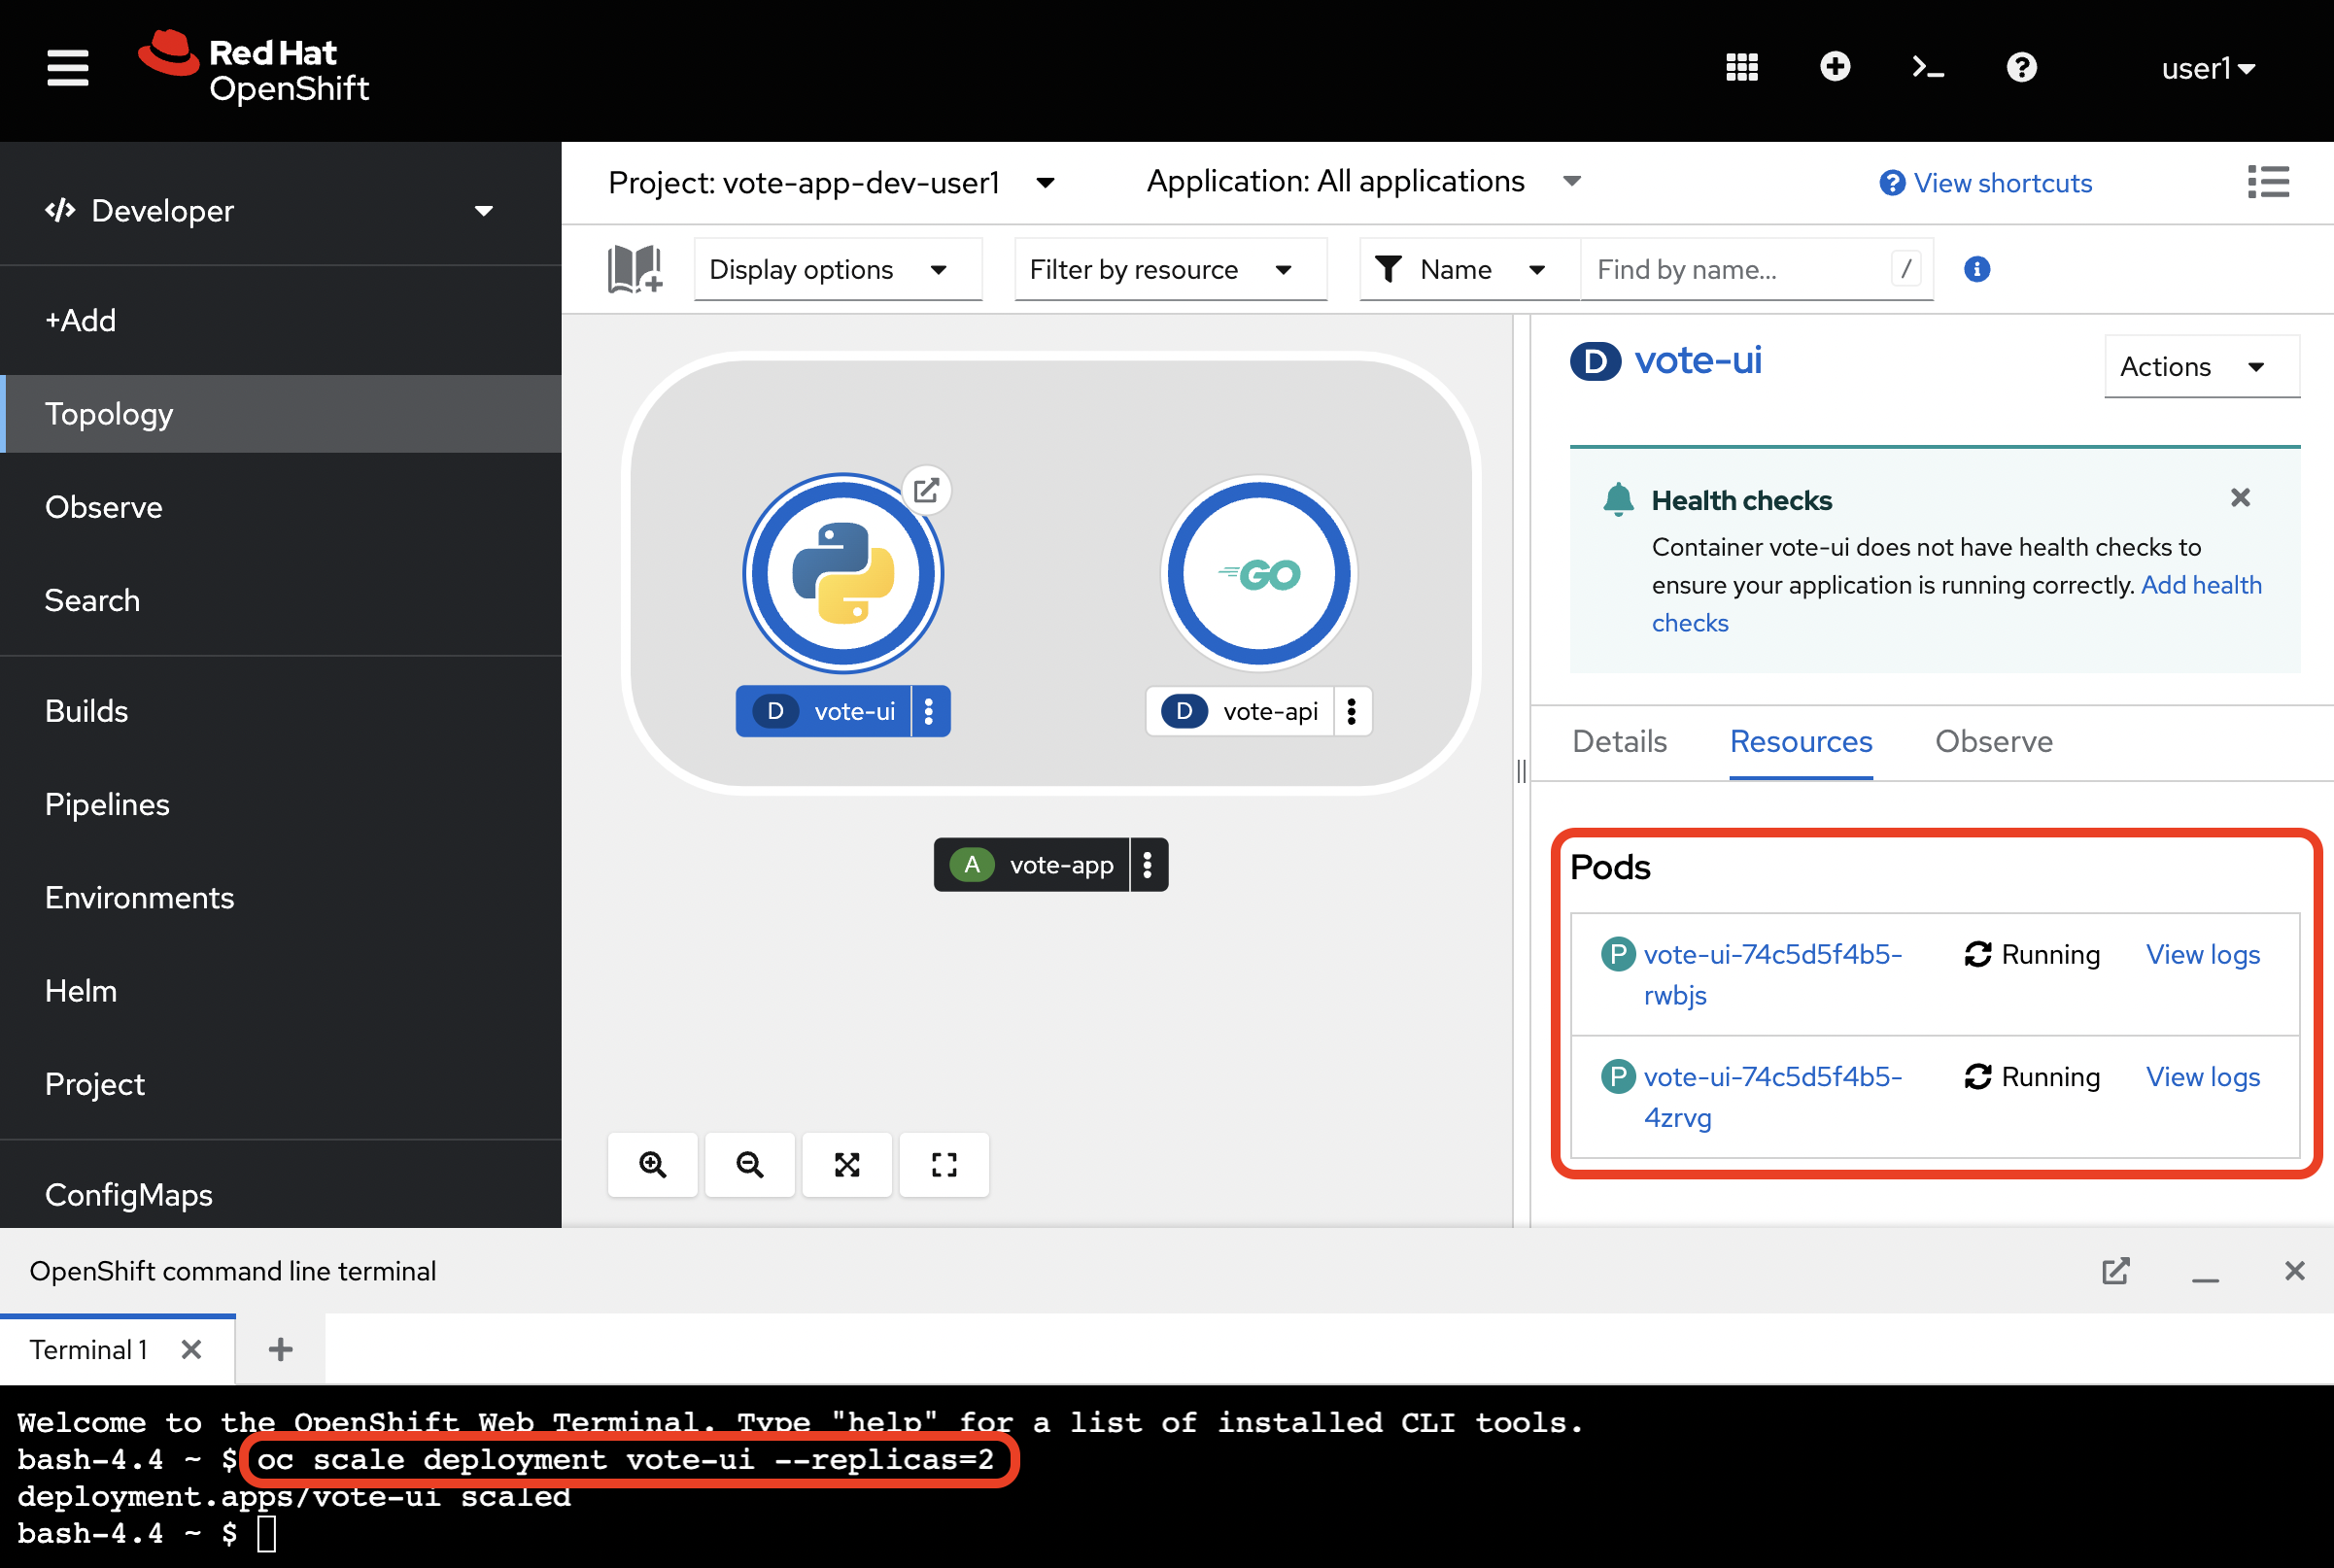 Red Hat
OpenShift
user1
Developer
+Add
Topology
Observe
Search
Builds
Pipelines
Environments
Helm
Project
ConfigMaps
Project: vote-app-dev-user1
Application: All applications
View shortcuts
Display options
Filter by resource
Name
Find by name...
/
GO
D vote-ui
D vote-api
A vote-app
D vote-ui
Actions
Health checks
Container vote-ui does not have health checks to
ensure your application is running correctly. Add health
checks
Details
Resources
Observe
Pods
P vote-ui-74c5d5f4b5-
rwbjs
Running
View logs
P vote-ui-74c5d5f4b5-
4zrvg
Running
View logs
OpenShift command line terminal
Terminal 1
Welcome to the OpenShift Web Terminal. Type "help" for a list of installed CLI tools.
bash-4.4 ~ $ oc scale deployment vote-ui --replicas=2
deployment.apps/vote-ui scaled
bash-4.4 ~ $